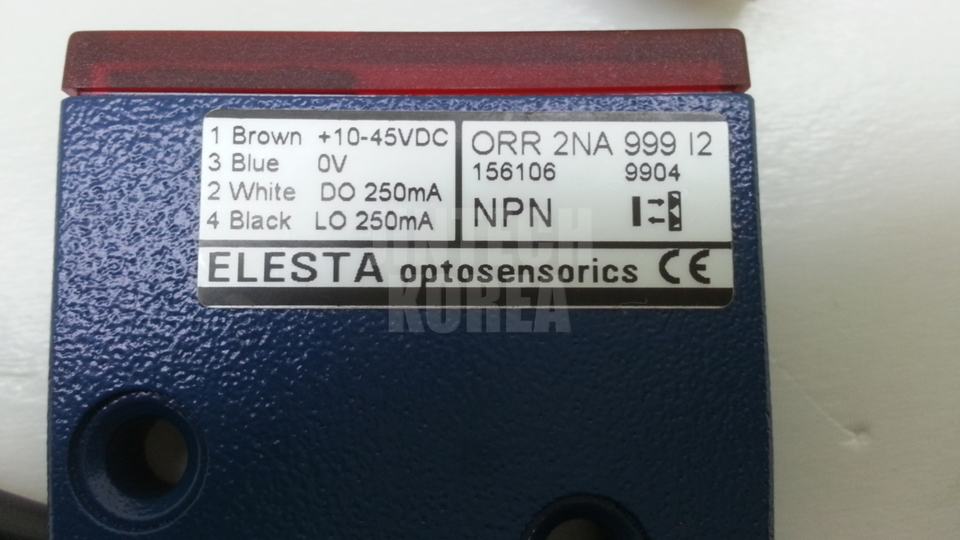 1 Brown +10-45VDC
3 Blue 0V
2 White DO 250mA
4 Black LO 250mA
ORR 2NA 999 I2
156106 9904
NPN
ELESTA optosensorics CE
KOREA